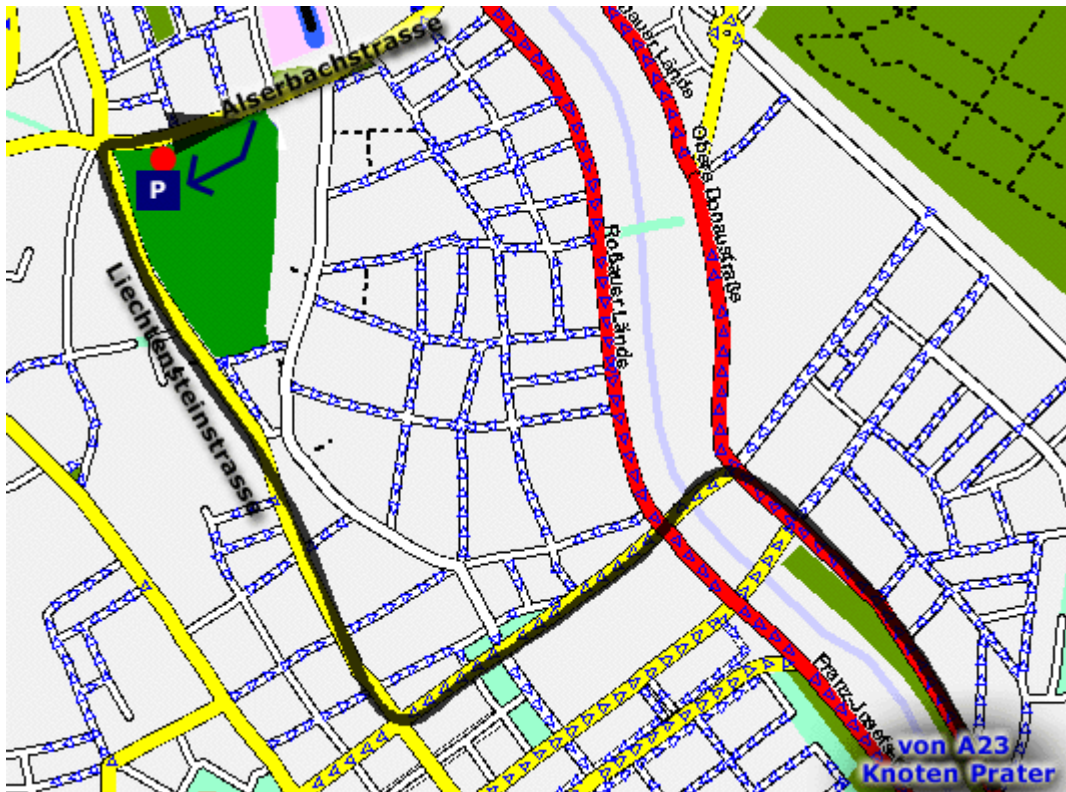 Alserbachstrasse
P
Obere Donaustraße
Roßauer Lände
Liechtensteinstrasse
von A23
Knoten Prater